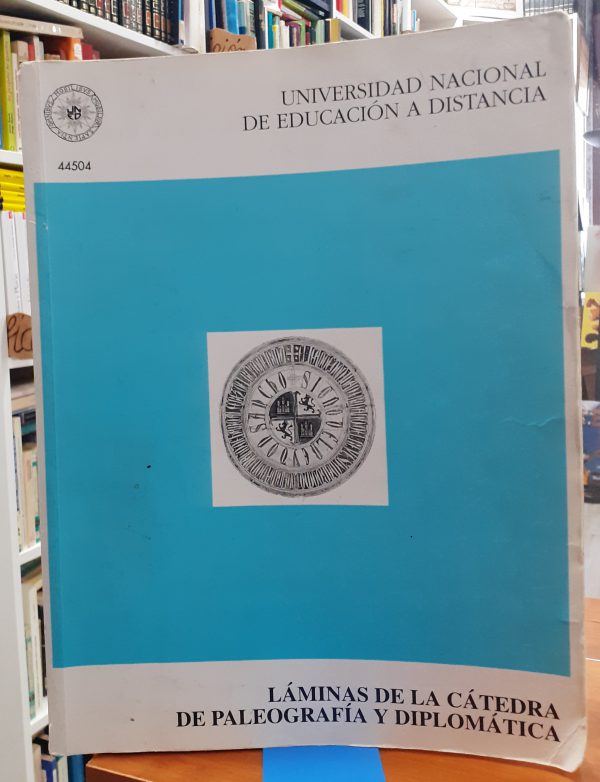 UNIVERSIDAD NACIONAL
DE EDUCACIÓN A DISTANCIA
44504
LÁMINAS DE LA CÁTEDRA
DE PALEOGRAFÍA Y DIPLOMÁTICA